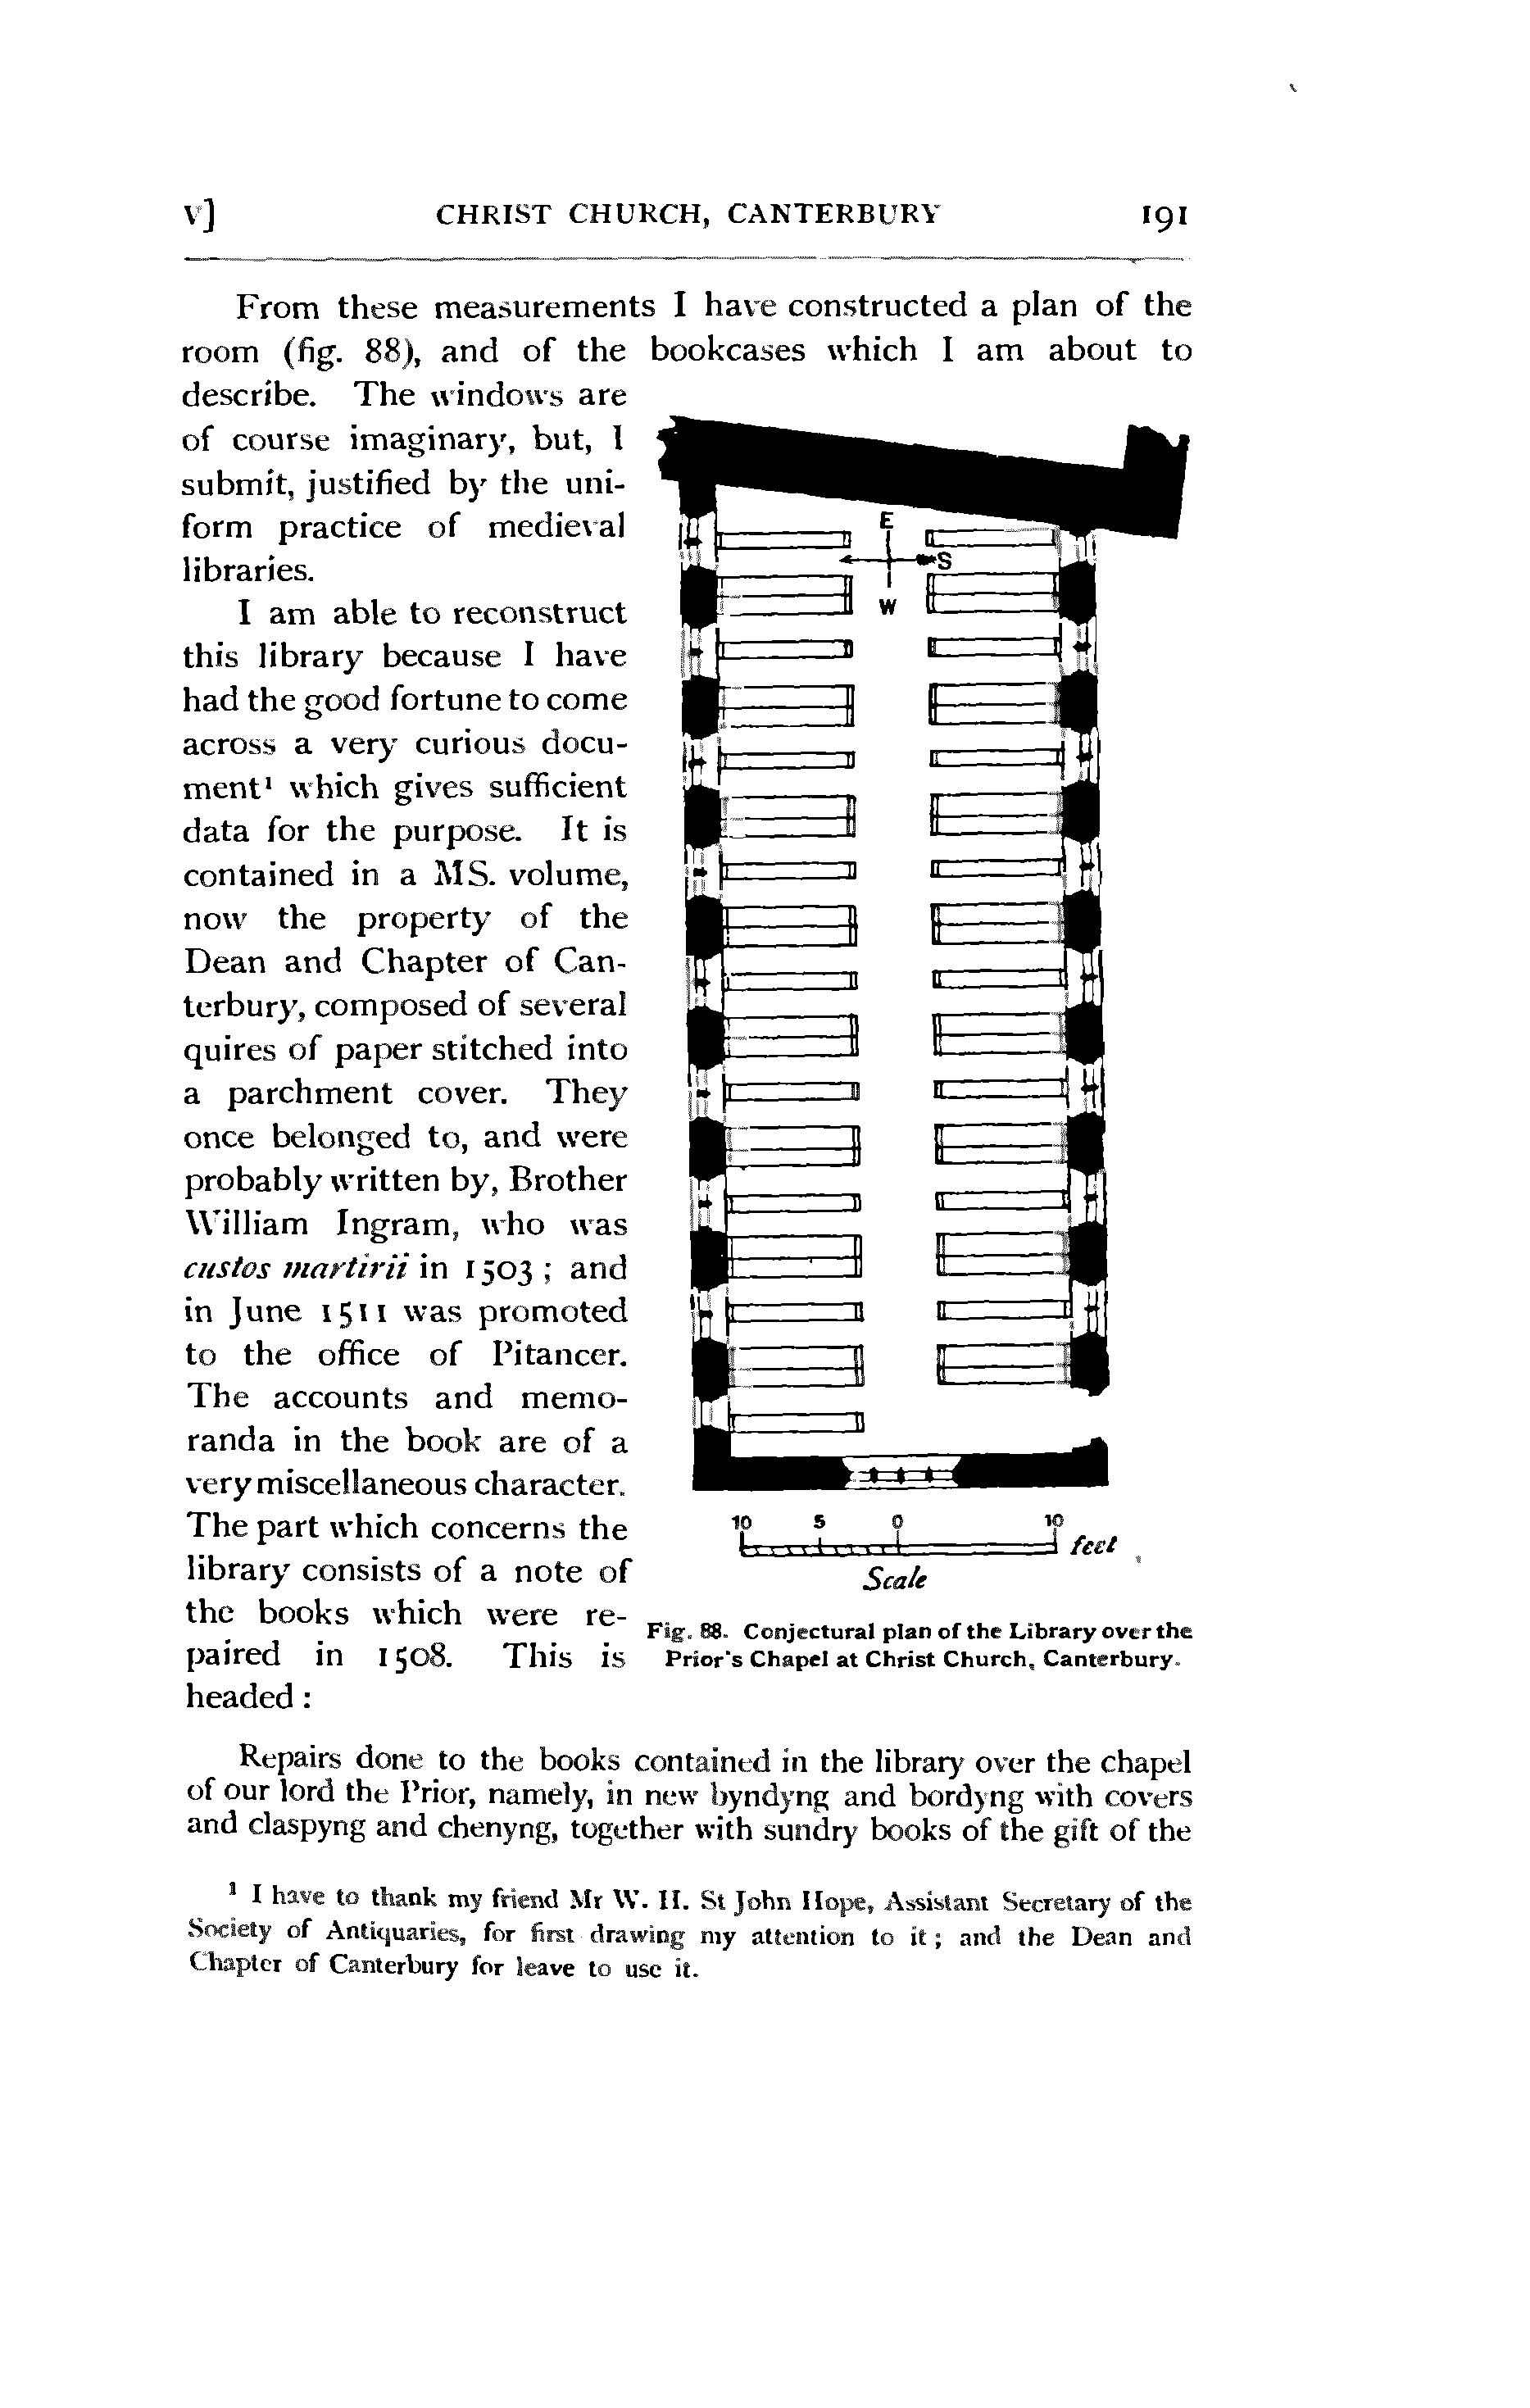 V] CHRIST CHURCH, CANTERBURY 191
From these measurements I have constructed a plan of the
room (fig. 88), and of the bookcases which I am about to
describe. The windows are
of course imaginary, but, I
submit, justified by the uni-
form practice of medieval
libraries.
I am able to reconstruct
this library because I have
had the good fortune to come
across a very curious docu-
ment¹ which gives sufficient
data for the purpose. It is
contained in a MS. volume,
now the property of the
Dean and Chapter of Can-
terbury, composed of several
quires of paper stitched into
a parchment cover. They
once belonged to, and were
probably written by, Brother
William Ingram, who was
custos martirii in 1503; and
in June 1511 was promoted
to the office of Pitancer.
The accounts and memo-
randa in the book are of a
very miscellaneous character.
The part which concerns the
library consists of a note of
the books which were re-
paired in 1508. This is
headed:
E
S
W
10 5 0 10 feet
Scale
Fig. 88. Conjectural plan of the Library over the
Prior's Chapel at Christ Church, Canterbury.
Repairs done to the books contained in the library over the chapel
of our lord the Prior, namely, in new byndyng and bordyng with covers
and claspyng and chenyng, together with sundry books of the gift of the
¹ I have to thank my friend Mr W. H. St John Hope, Assistant Secretary of the
Society of Antiquaries, for first drawing my attention to it; and the Dean and
Chapter of Canterbury for leave to use it.